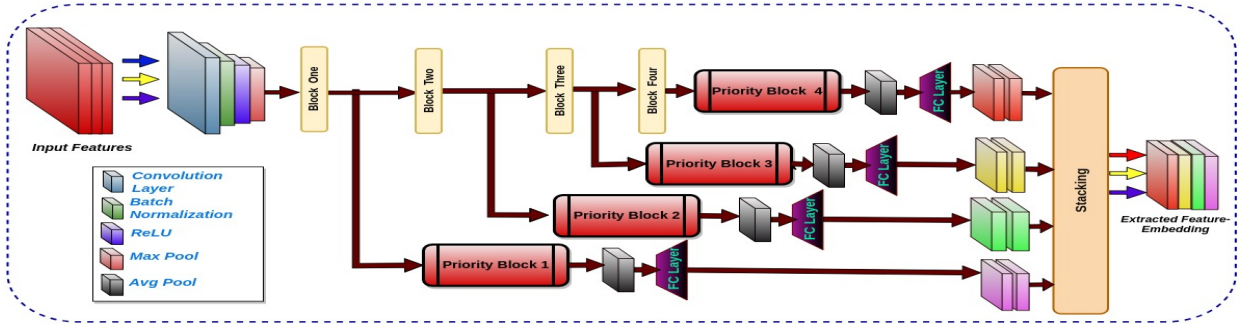 Input Features
Convolution
Layer
Batch
Normalization
ReLU
Max Pool
Avg Pool
Block One
Block Two
Block Three
Block Four
Priority Block 4
FC Layer
Priority Block 3
FC Layer
Priority Block 2
FC Layer
Priority Block 1
FC Layer
Stacking
Extracted Feature-
Embedding